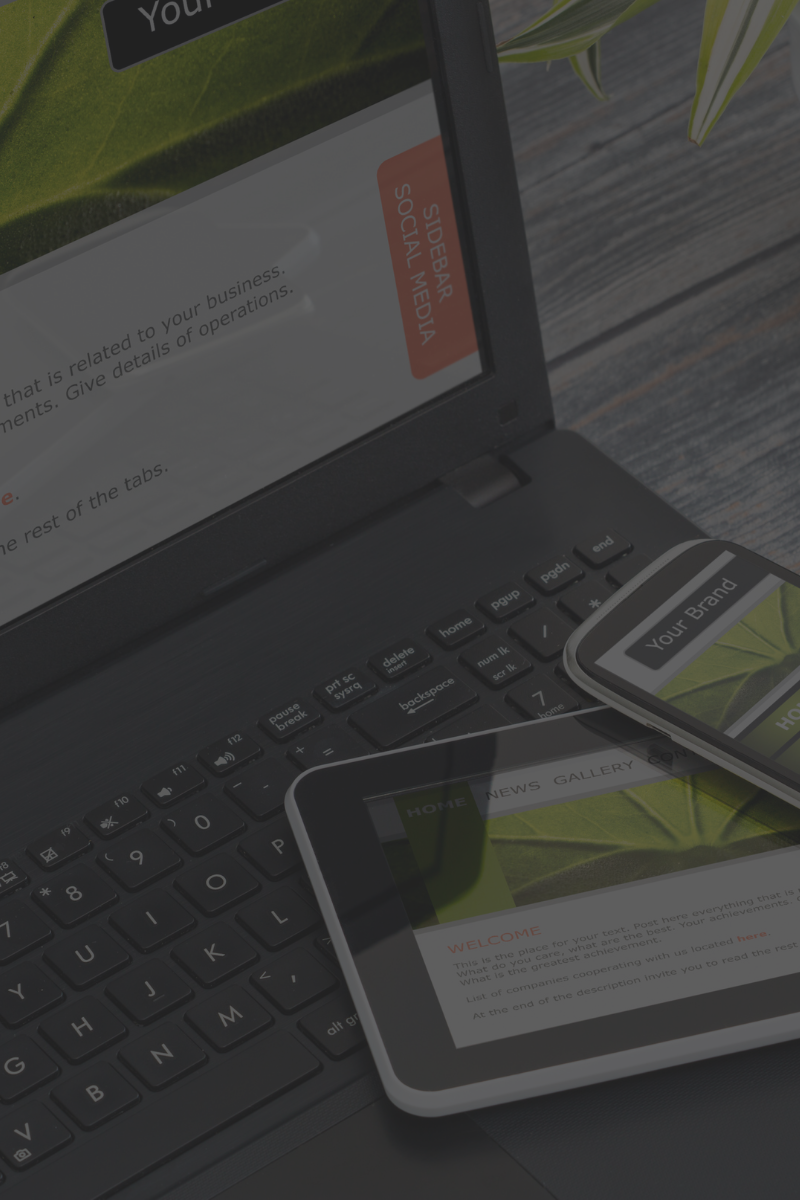 Your
SIDEBAR
SOCIAL MEDIA
that is related to your business.
ments. Give details of operations.
e.
he rest of the tabs.
end
pgdn
pgup
home
delete
insert
prt sc
sysrq
pause
break
f12
f11
f10
f9
*
/
num lk
scr lk
backspace
7
home
+
=
-
)
0
(
9
*
8
7
P
O
I
U
Y
L
K
J
H
G
<
,
M
N
B
V
alt gr
Your Brand
HO
HOME NEWS GALLERY CON
WELCOME
This is the place for your text. Post here everything that is
What do you care, what are the best. Your achievements.
What is the greatest achievement.
List of companies cooperating with us located here.
At the end of the description invite you to read the rest